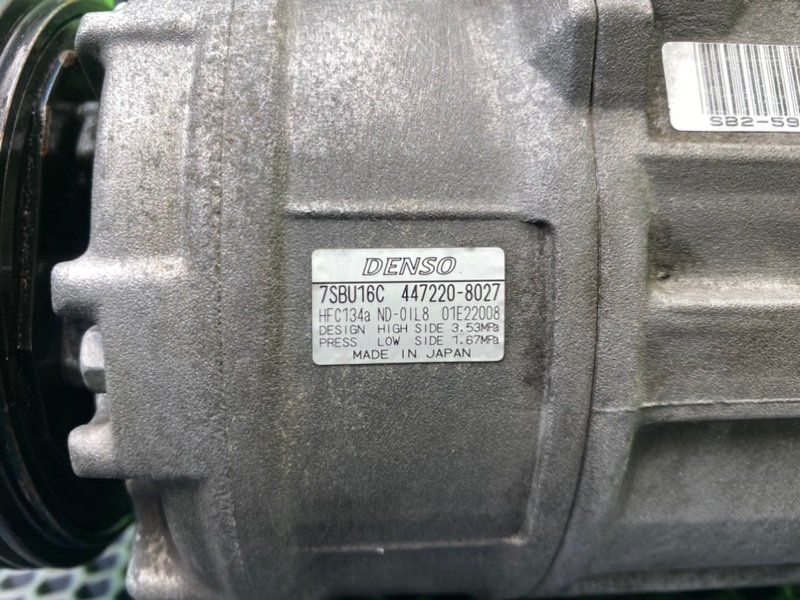 SB2-59
DENSO
7SBU16C 447220-8027
HFC134a ND-OIL8 01E22008
DESIGN HIGH SIDE 3.53MPa
PRESS LOW SIDE 1.67MPa
MADE IN JAPAN